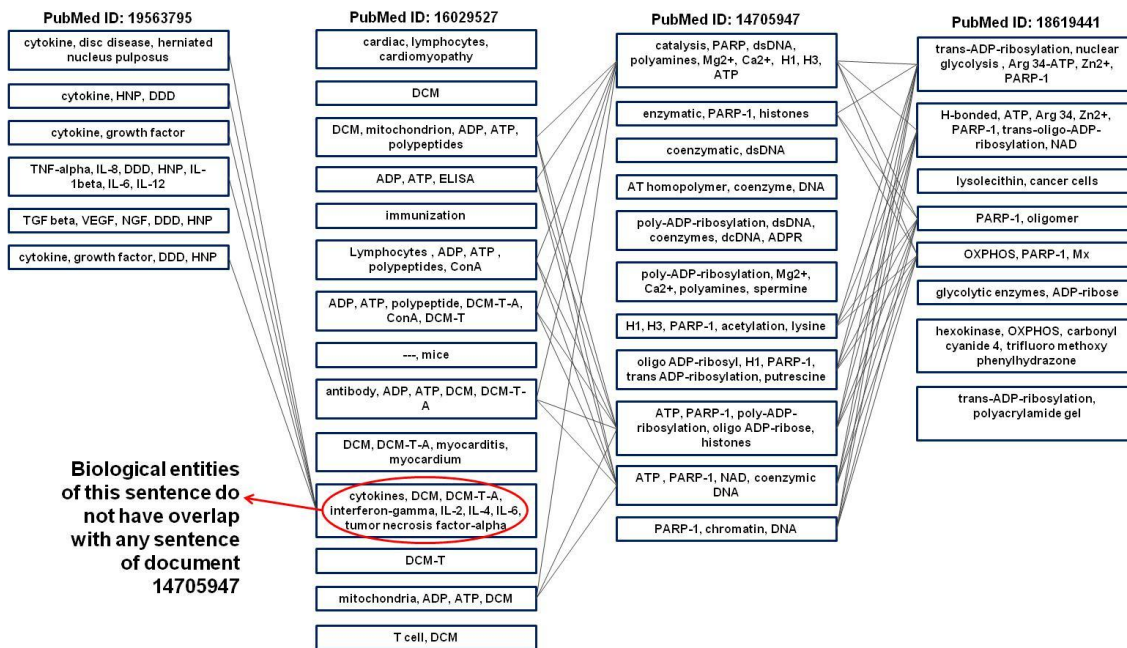 PubMed ID: 19563795
cytokine, disc disease, herniated
nucleus pulposus
cytokine, HNP, DDD
cytokine, growth factor
TNF-alpha, IL-8, DDD, HNP, IL-
1beta, IL-6, IL-12
TGF beta, VEGF, NGF, DDD, HNP
cytokine, growth factor, DDD, HNP
Biological entities
of this sentence do
not have overlap
with any sentence
of document
14705947
PubMed ID: 16029527
cardiac, lymphocytes,
cardiomyopathy
DCM
DCM, mitochondrion, ADP, ATP,
polypeptides
ADP, ATP, ELISA
immunization
Lymphocytes , ADP, ATP ,
polypeptides, ConA
ADP, ATP, polypeptide, DCM-T-A,
ConA, DCM-T
---, mice
antibody, ADP, ATP, DCM, DCM-T-
A
DCM, DCM-T-A, myocarditis,
myocardium
cytokines, DCM, DCM-T-A,
interferon-gamma, IL-2, IL-4, IL-6,
tumor necrosis factor-alpha
DCM-T
mitochondria, ADP, ATP, DCM
T cell, DCM
PubMed ID: 14705947
catalysis, PARP, dsDNA,
polyamines, Mg2+, Ca2+, H1, H3,
ATP
enzymatic, PARP-1, histones
coenzymatic, dsDNA
AT homopolymer, coenzyme, DNA
poly-ADP-ribosylation, dsDNA,
coenzymes, dcDNA, ADPR
poly-ADP-ribosylation, Mg2+,
Ca2+, polyamines, spermine
H1, H3, PARP-1, acetylation, lysine
oligo ADP-ribosyl, H1, PARP-1,
trans ADP-ribosylation, putrescine
ATP, PARP-1, poly-ADP-
ribosylation, oligo ADP-ribose,
histones
ATP , PARP-1, NAD, coenzymic
DNA
PARP-1, chromatin, DNA
PubMed ID: 18619441
trans-ADP-ribosylation, nuclear
glycolysis , Arg 34-ATP, Zn2+,
PARP-1
H-bonded, ATP, Arg 34, Zn2+,
PARP-1, trans-oligo-ADP-
ribosylation, NAD
lysolecithin, cancer cells
PARP-1, oligomer
OXPHOS, PARP-1, Mx
glycolytic enzymes, ADP-ribose
hexokinase, OXPHOS, carbonyl
cyanide 4, trifluoro methoxy
phenylhydrazone
trans-ADP-ribosylation,
polyacrylamide gel